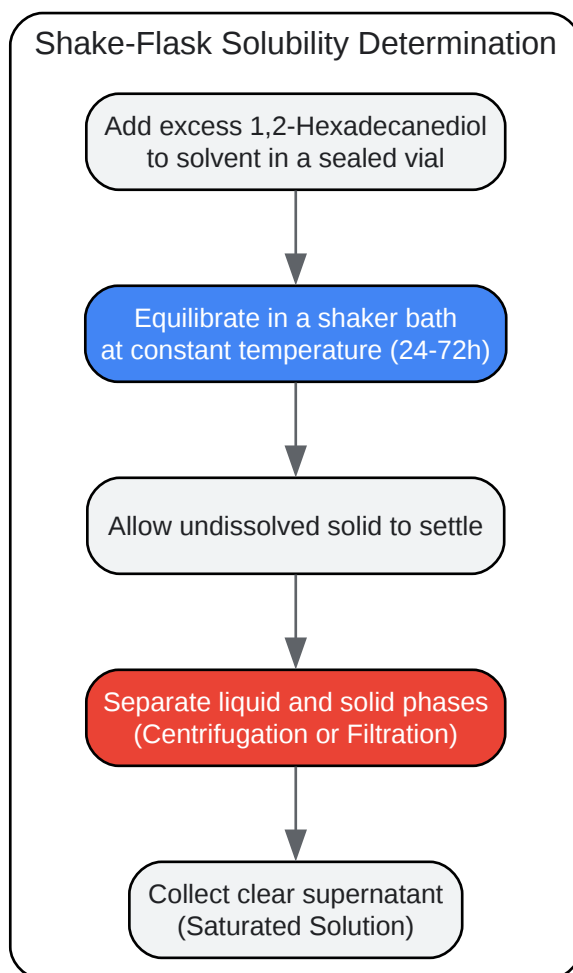 Shake-Flask Solubility Determination
Add excess 1,2-Hexadecanediol
to solvent in a sealed vial
Equilibrate in a shaker bath
at constant temperature (24-72h)
Allow undissolved solid to settle
Separate liquid and solid phases
(Centrifugation or Filtration)
Collect clear supernatant
(Saturated Solution)